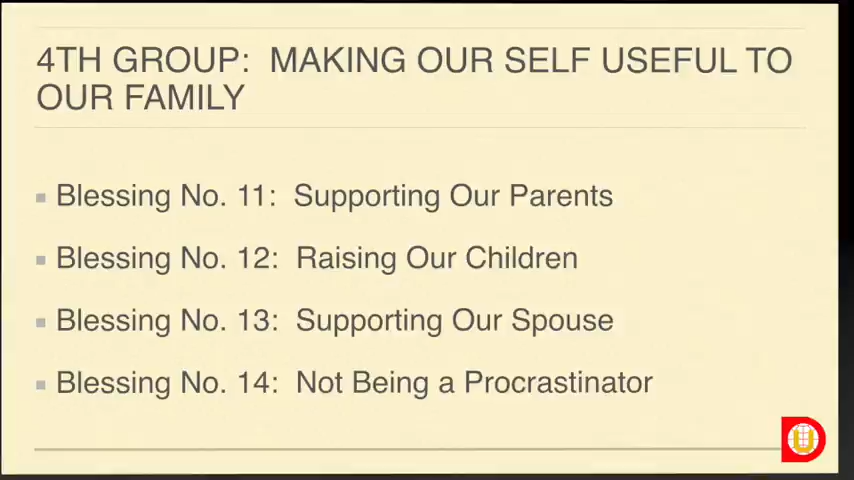 4TH GROUP:  MAKING OUR SELF USEFUL TO
OUR FAMILY
Blessing No. 11:  Supporting Our Parents
Blessing No. 12:  Raising Our Children
Blessing No. 13:  Supporting Our Spouse
Blessing No. 14:  Not Being a Procrastinator